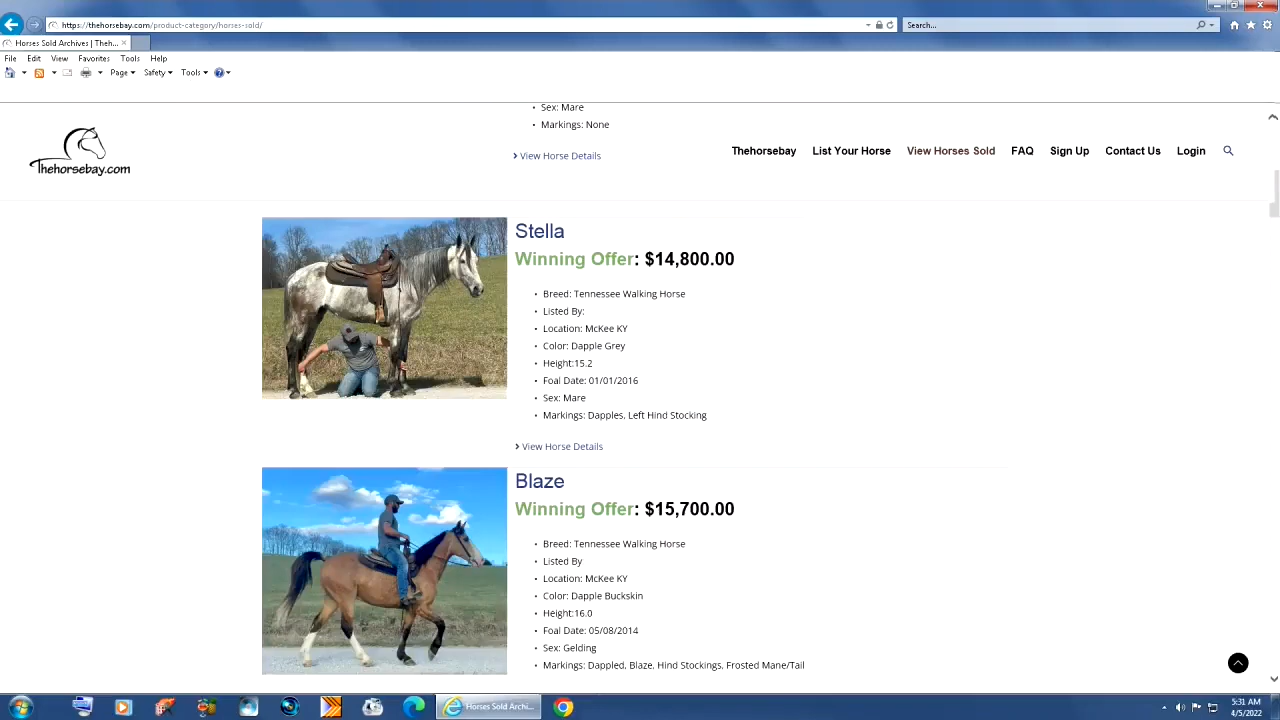 https://thehorsebay.com/product-category/horses-sold/
Search...
Horses Sold Archives | Theh...
File Edit View Favorites Tools Help
Page Safety Tools
Sex: Mare
Markings: None
View Horse Details
Thehorsebay.com
Thehorsebay List Your Horse View Horses Sold FAQ Sign Up Contact Us Login
Stella
Winning Offer: $14,800.00
Breed: Tennessee Walking Horse
Listed By:
Location: McKee KY
Color: Dapple Grey
Height:15.2
Foal Date: 01/01/2016
Sex: Mare
Markings: Dapples, Left Hind Stocking
View Horse Details
Blaze
Winning Offer: $15,700.00
Breed: Tennessee Walking Horse
Listed By
Location: McKee KY
Color: Dapple Buckskin
Height:16.0
Foal Date: 05/08/2014
Sex: Gelding
Markings: Dappled, Blaze, Hind Stockings, Frosted Mane/Tail
Horses Sold Archi...
5:31 AM
4/5/2022